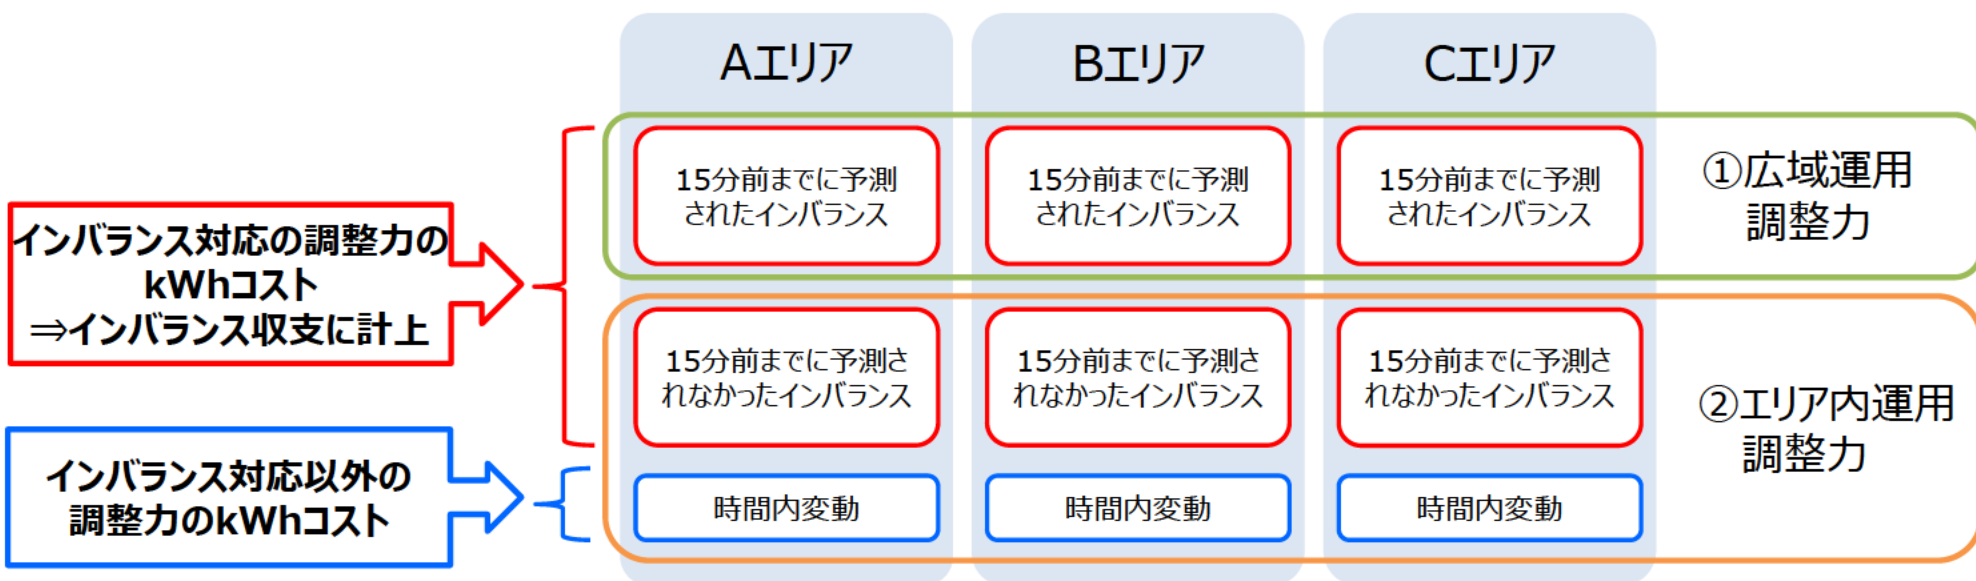 Aエリア
Bエリア
Cエリア
15分前までに予測
されたインバランス
15分前までに予測
されたインバランス
15分前までに予測
されたインバランス
①広域運用
調整力
インバランス対応の調整力の
kWhコスト
⇒インバランス収支に計上
15分前までに予測さ
れなかったインバランス
15分前までに予測さ
れなかったインバランス
15分前までに予測さ
れなかったインバランス
②エリア内運用
調整力
インバランス対応以外の
調整力のkWhコスト
時間内変動
時間内変動
時間内変動